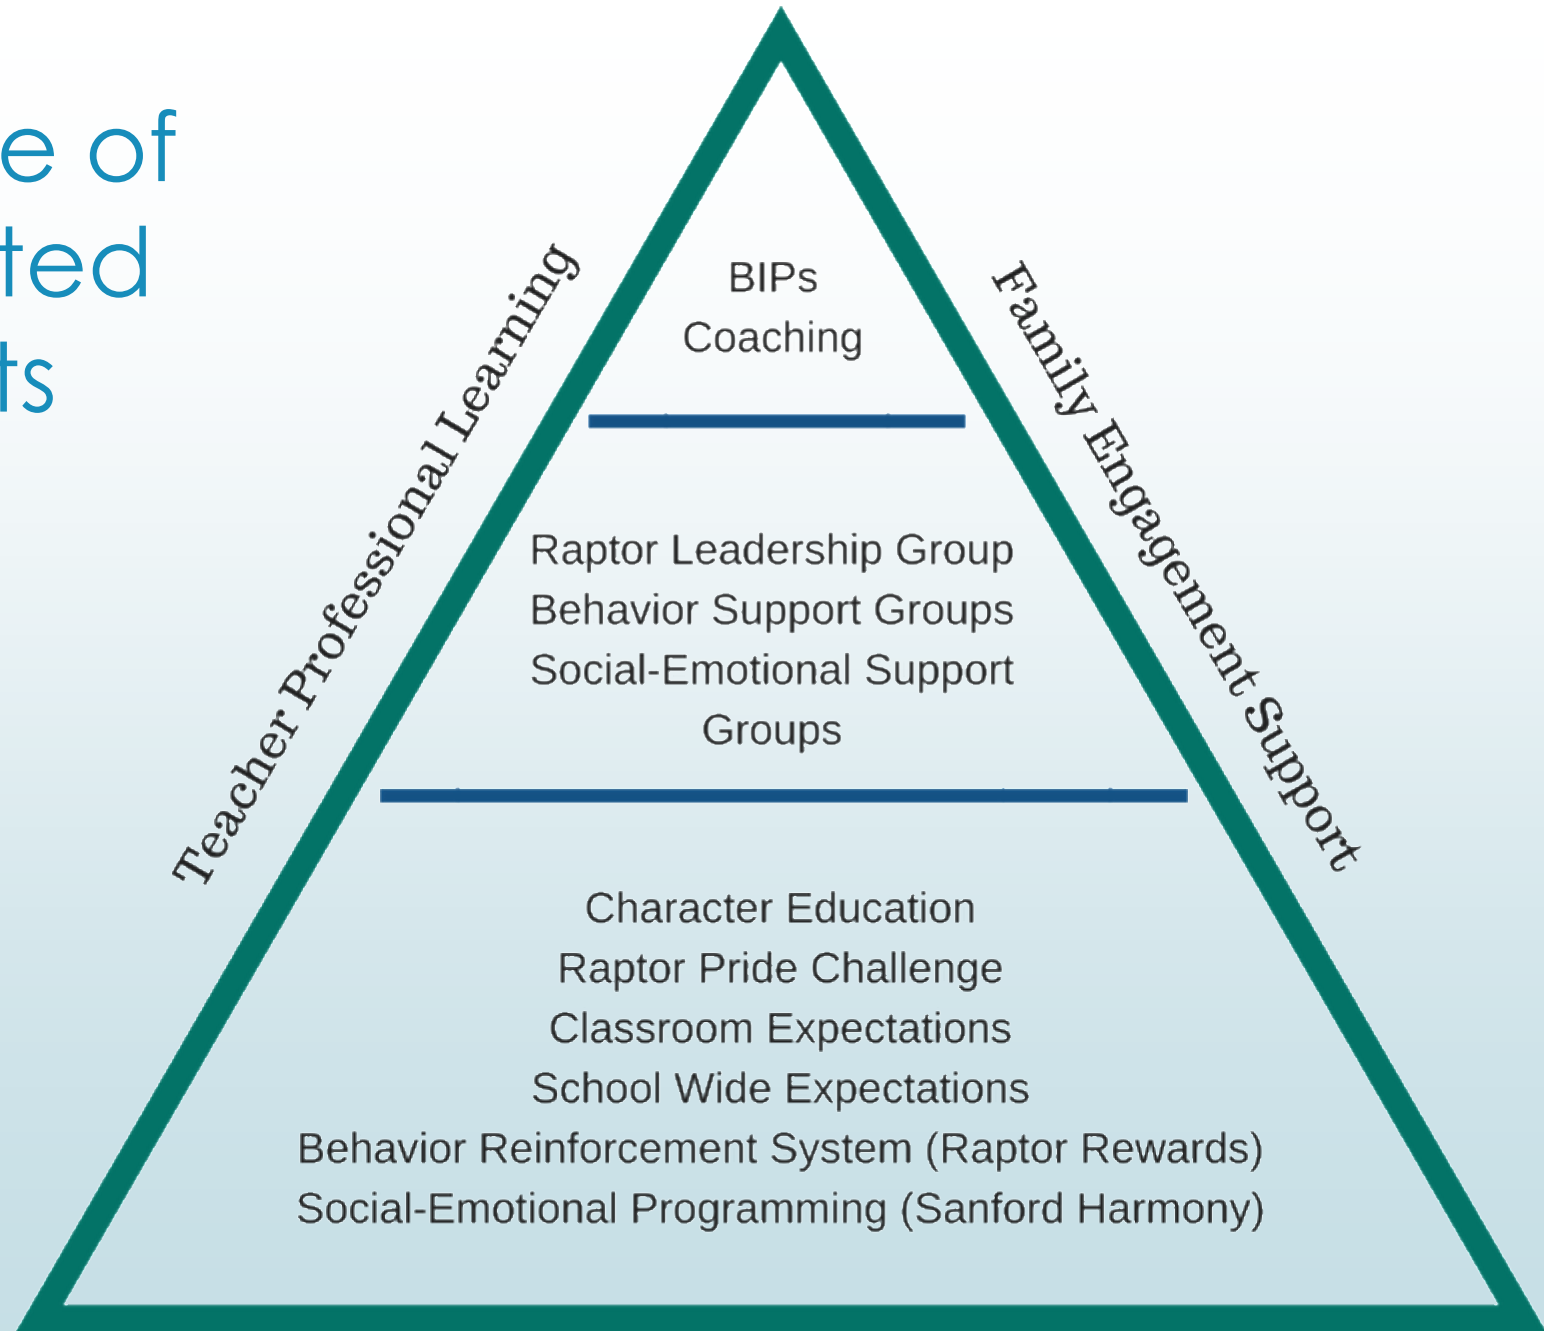 e of
ted
ts
Teacher Professional Learning
Family Engagement Support
BIPs
Coaching
Raptor Leadership Group
Behavior Support Groups
Social-Emotional Support
Groups
Character Education
Raptor Pride Challenge
Classroom Expectations
School Wide Expectations
Behavior Reinforcement System (Raptor Rewards)
Social-Emotional Programming (Sanford Harmony)